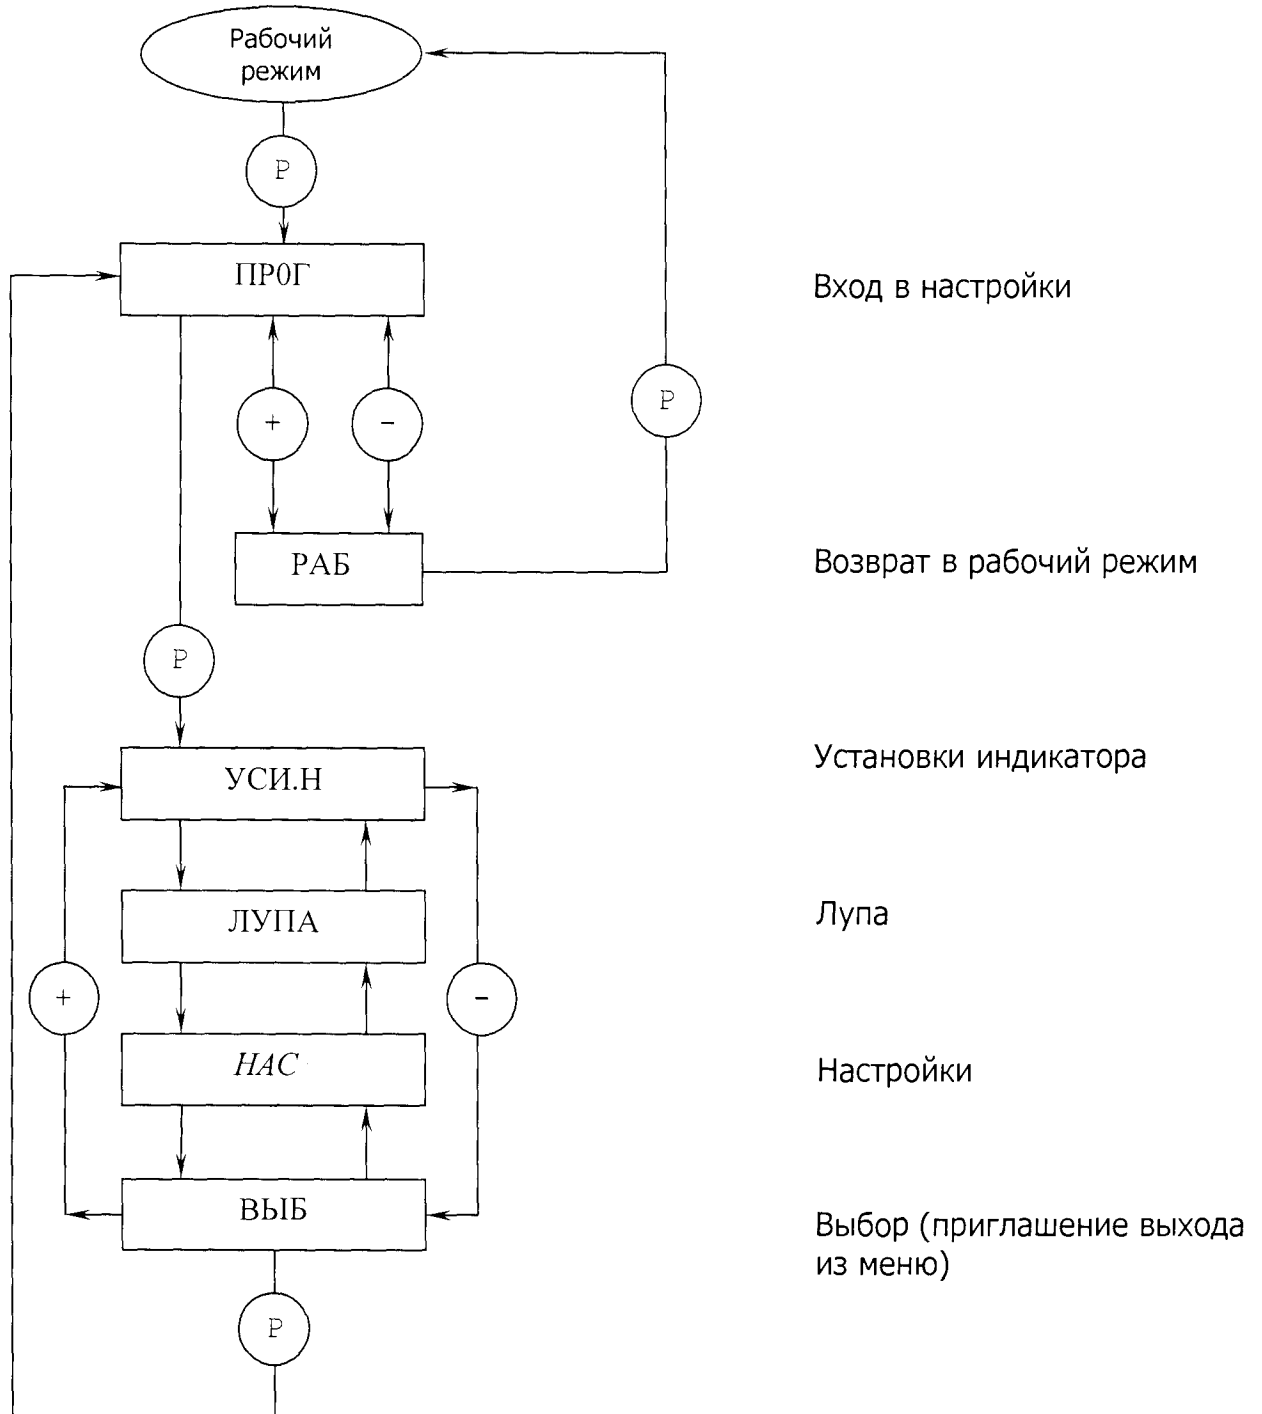 Рабочий
режим
P
ПР0Г
Вход в настройки
+
-
P
РАБ
Возврат в рабочий режим
P
УСИ.Н
Установки индикатора
ЛУПА
Лупа
+
-
НАС
Настройки
ВЫБ
Выбор (приглашение выхода
из меню)
P